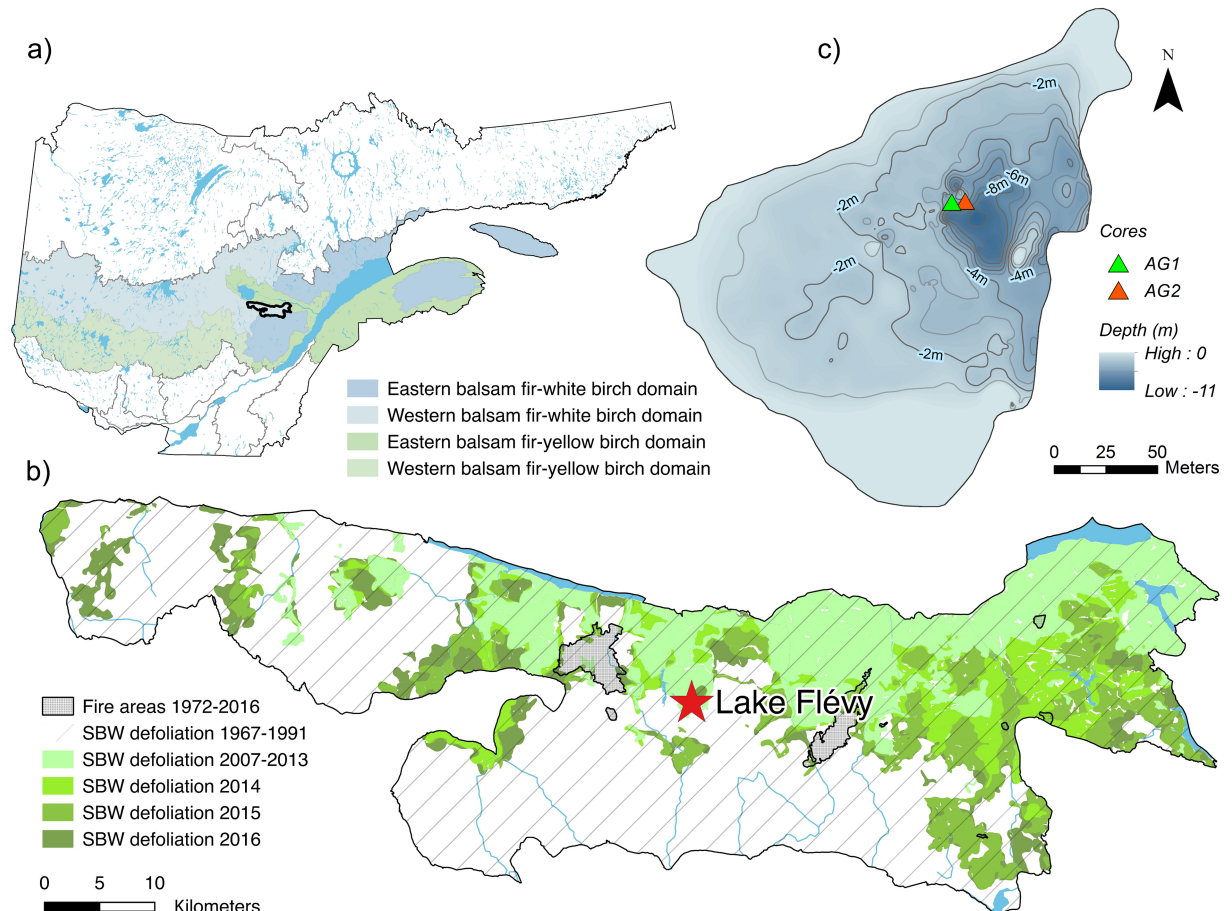 a)
Eastern balsam fir-white birch domain
Western balsam fir-white birch domain
Eastern balsam fir-yellow birch domain
Western balsam fir-yellow birch domain
c)
N
-2m
-6m
-8m
-2m
-2m
-4m
-4m
-2m
Cores
AG1
AG2
Depth (m)
High : 0
Low : -11
0 25 50 Meters
b)
Lake Flévy
Fire areas 1972-2016
SBW defoliation 1967-1991
SBW defoliation 2007-2013
SBW defoliation 2014
SBW defoliation 2015
SBW defoliation 2016
0 5 10
Kilometers